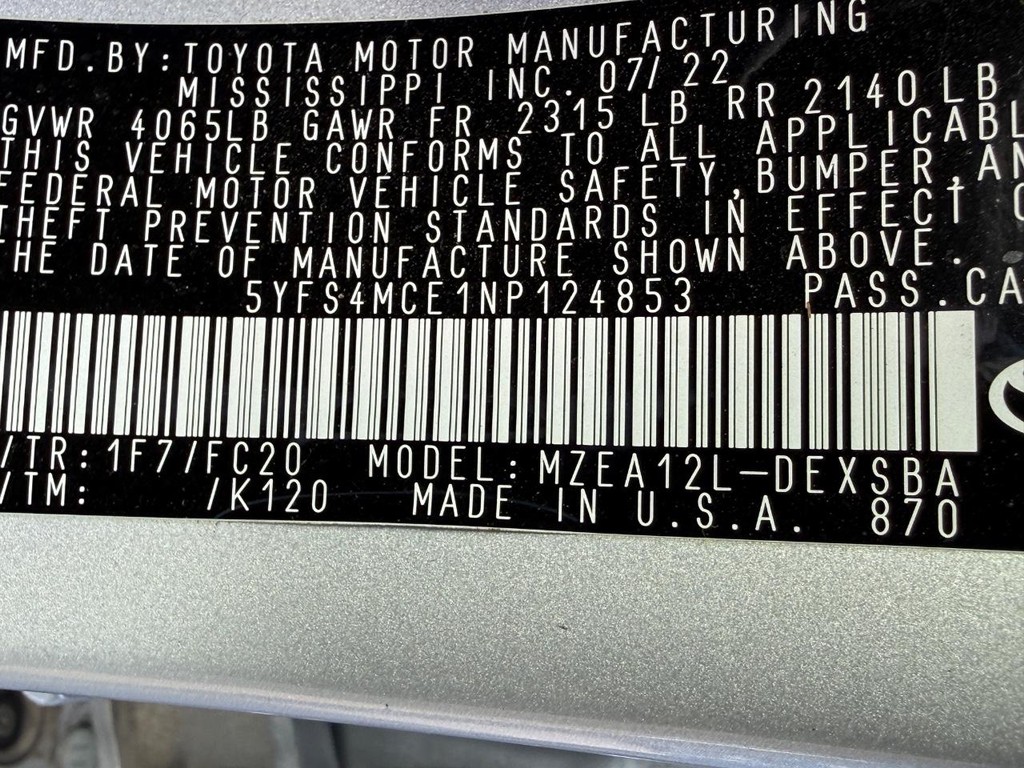 MFD.BY:TOYOTA MOTOR MANUFACTURING
MISSISSIPPI INC. 07/22
GVWR 4065LB GAWR FR 2315 LB RR 2140 LB
THIS VEHICLE CONFORMS TO ALL APPLICABL
FEDERAL MOTOR VEHICLE SAFETY, BUMPER, AN
THEFT PREVENTION STANDARDS IN EFFECT O
HE DATE OF MANUFACTURE SHOWN ABOVE.
5YFS4MCE1NP124853 PASS.CA
/TR: 1F7/FC20 MODEL: MZEA12L-DEXSBA
/TM: /K120 MADE IN U.S.A. 870